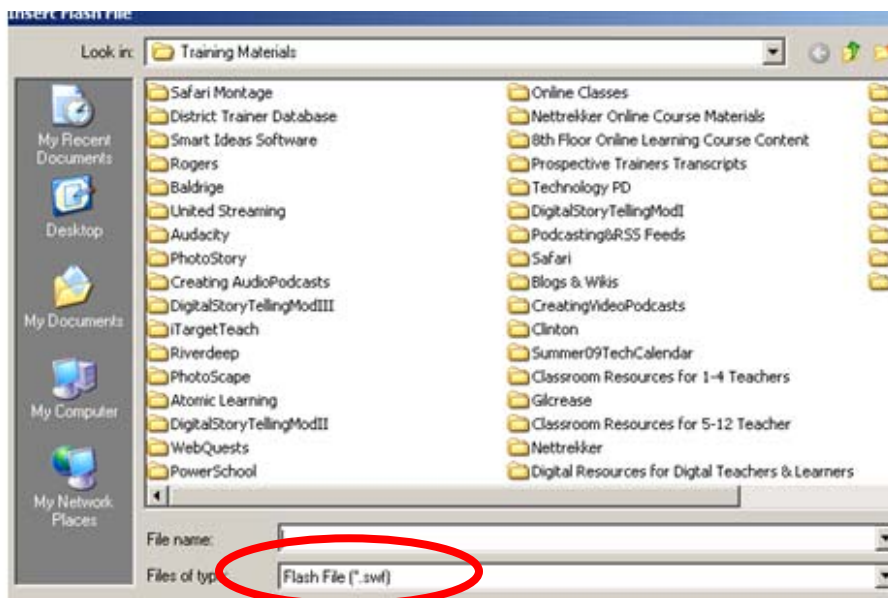 Insert Flash File
Look in: Training Materials
My Recent
Documents
Desktop
My Documents
My Computer
My Network
Places
Safari Montage
District Trainer Database
Smart Ideas Software
Rogers
Baldrige
United Streaming
Audacity
PhotoStory
Creating AudioPodcasts
DigitalStoryTellingModIII
iTargetTeach
Riverdeep
PhotoScape
Atomic Learning
DigitalStoryTellingModII
WebQuests
PowerSchool
Online Classes
Nettrekker Online Course Materials
8th Floor Online Learning Course Content
Prospective Trainers Transcripts
Technology PD
DigitalStoryTellingModI
Podcasting&RSS Feeds
Safari
Blogs & Wikis
CreatingVideoPodcasts
Clinton
Summer09TechCalendar
Classroom Resources for 1-4 Teachers
Gilcrease
Classroom Resources for 5-12 Teacher
Nettrekker
Digital Resources for Digtal Teachers & Learners
File name:
Files of type: Flash File (*.swf)